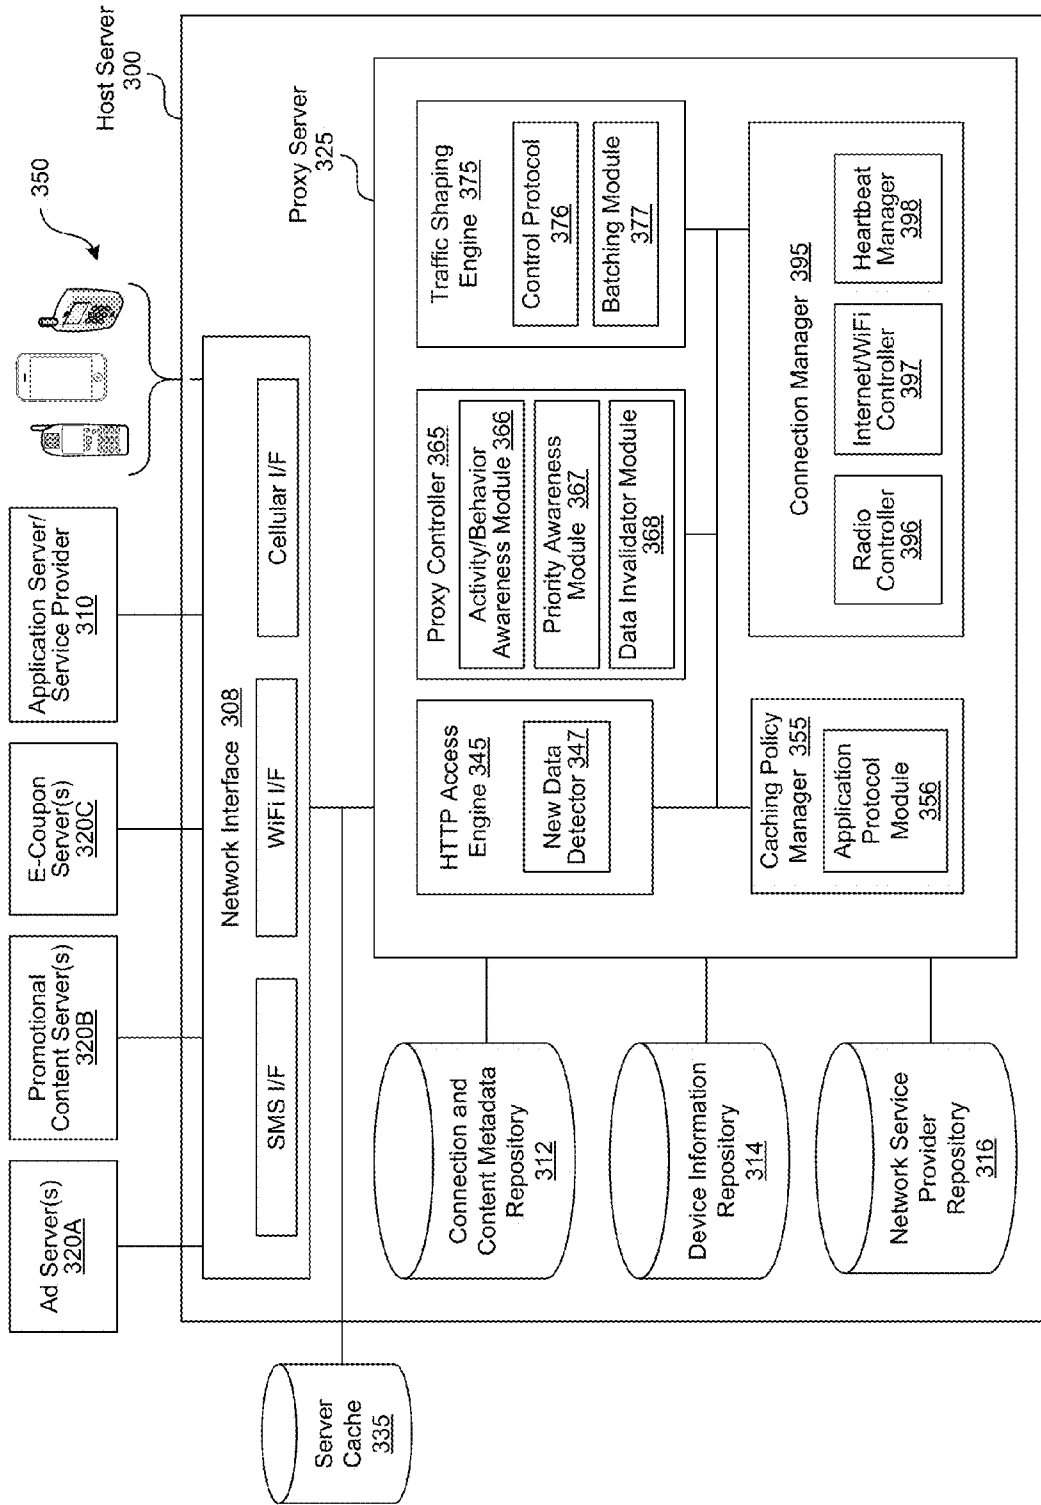 Ad Server(s)
320A
Promotional
Content Server(s)
320B
E-Coupon
Server(s)
320C
Application Server/
Service Provider
310
350
Host Server
300
Network Interface 308
SMS I/F
WiFi I/F
Cellular I/F
Server
Cache
335
Proxy Server
325
Connection and
Content Metadata
Repository
312
Device Information
Repository
314
Network Service
Provider
Repository
316
HTTP Access
Engine 345
New Data
Detector 347
Proxy Controller 365
Activity/Behavior
Awareness Module 366
Priority Awareness
Module 367
Data Invalidator Module
368
Traffic Shaping
Engine 375
Control Protocol
376
Batching Module
377
Caching Policy
Manager 355
Application
Protocol
Module
356
Connection Manager 395
Radio
Controller
396
Internet/WiFi
Controller
397
Heartbeat
Manager
398